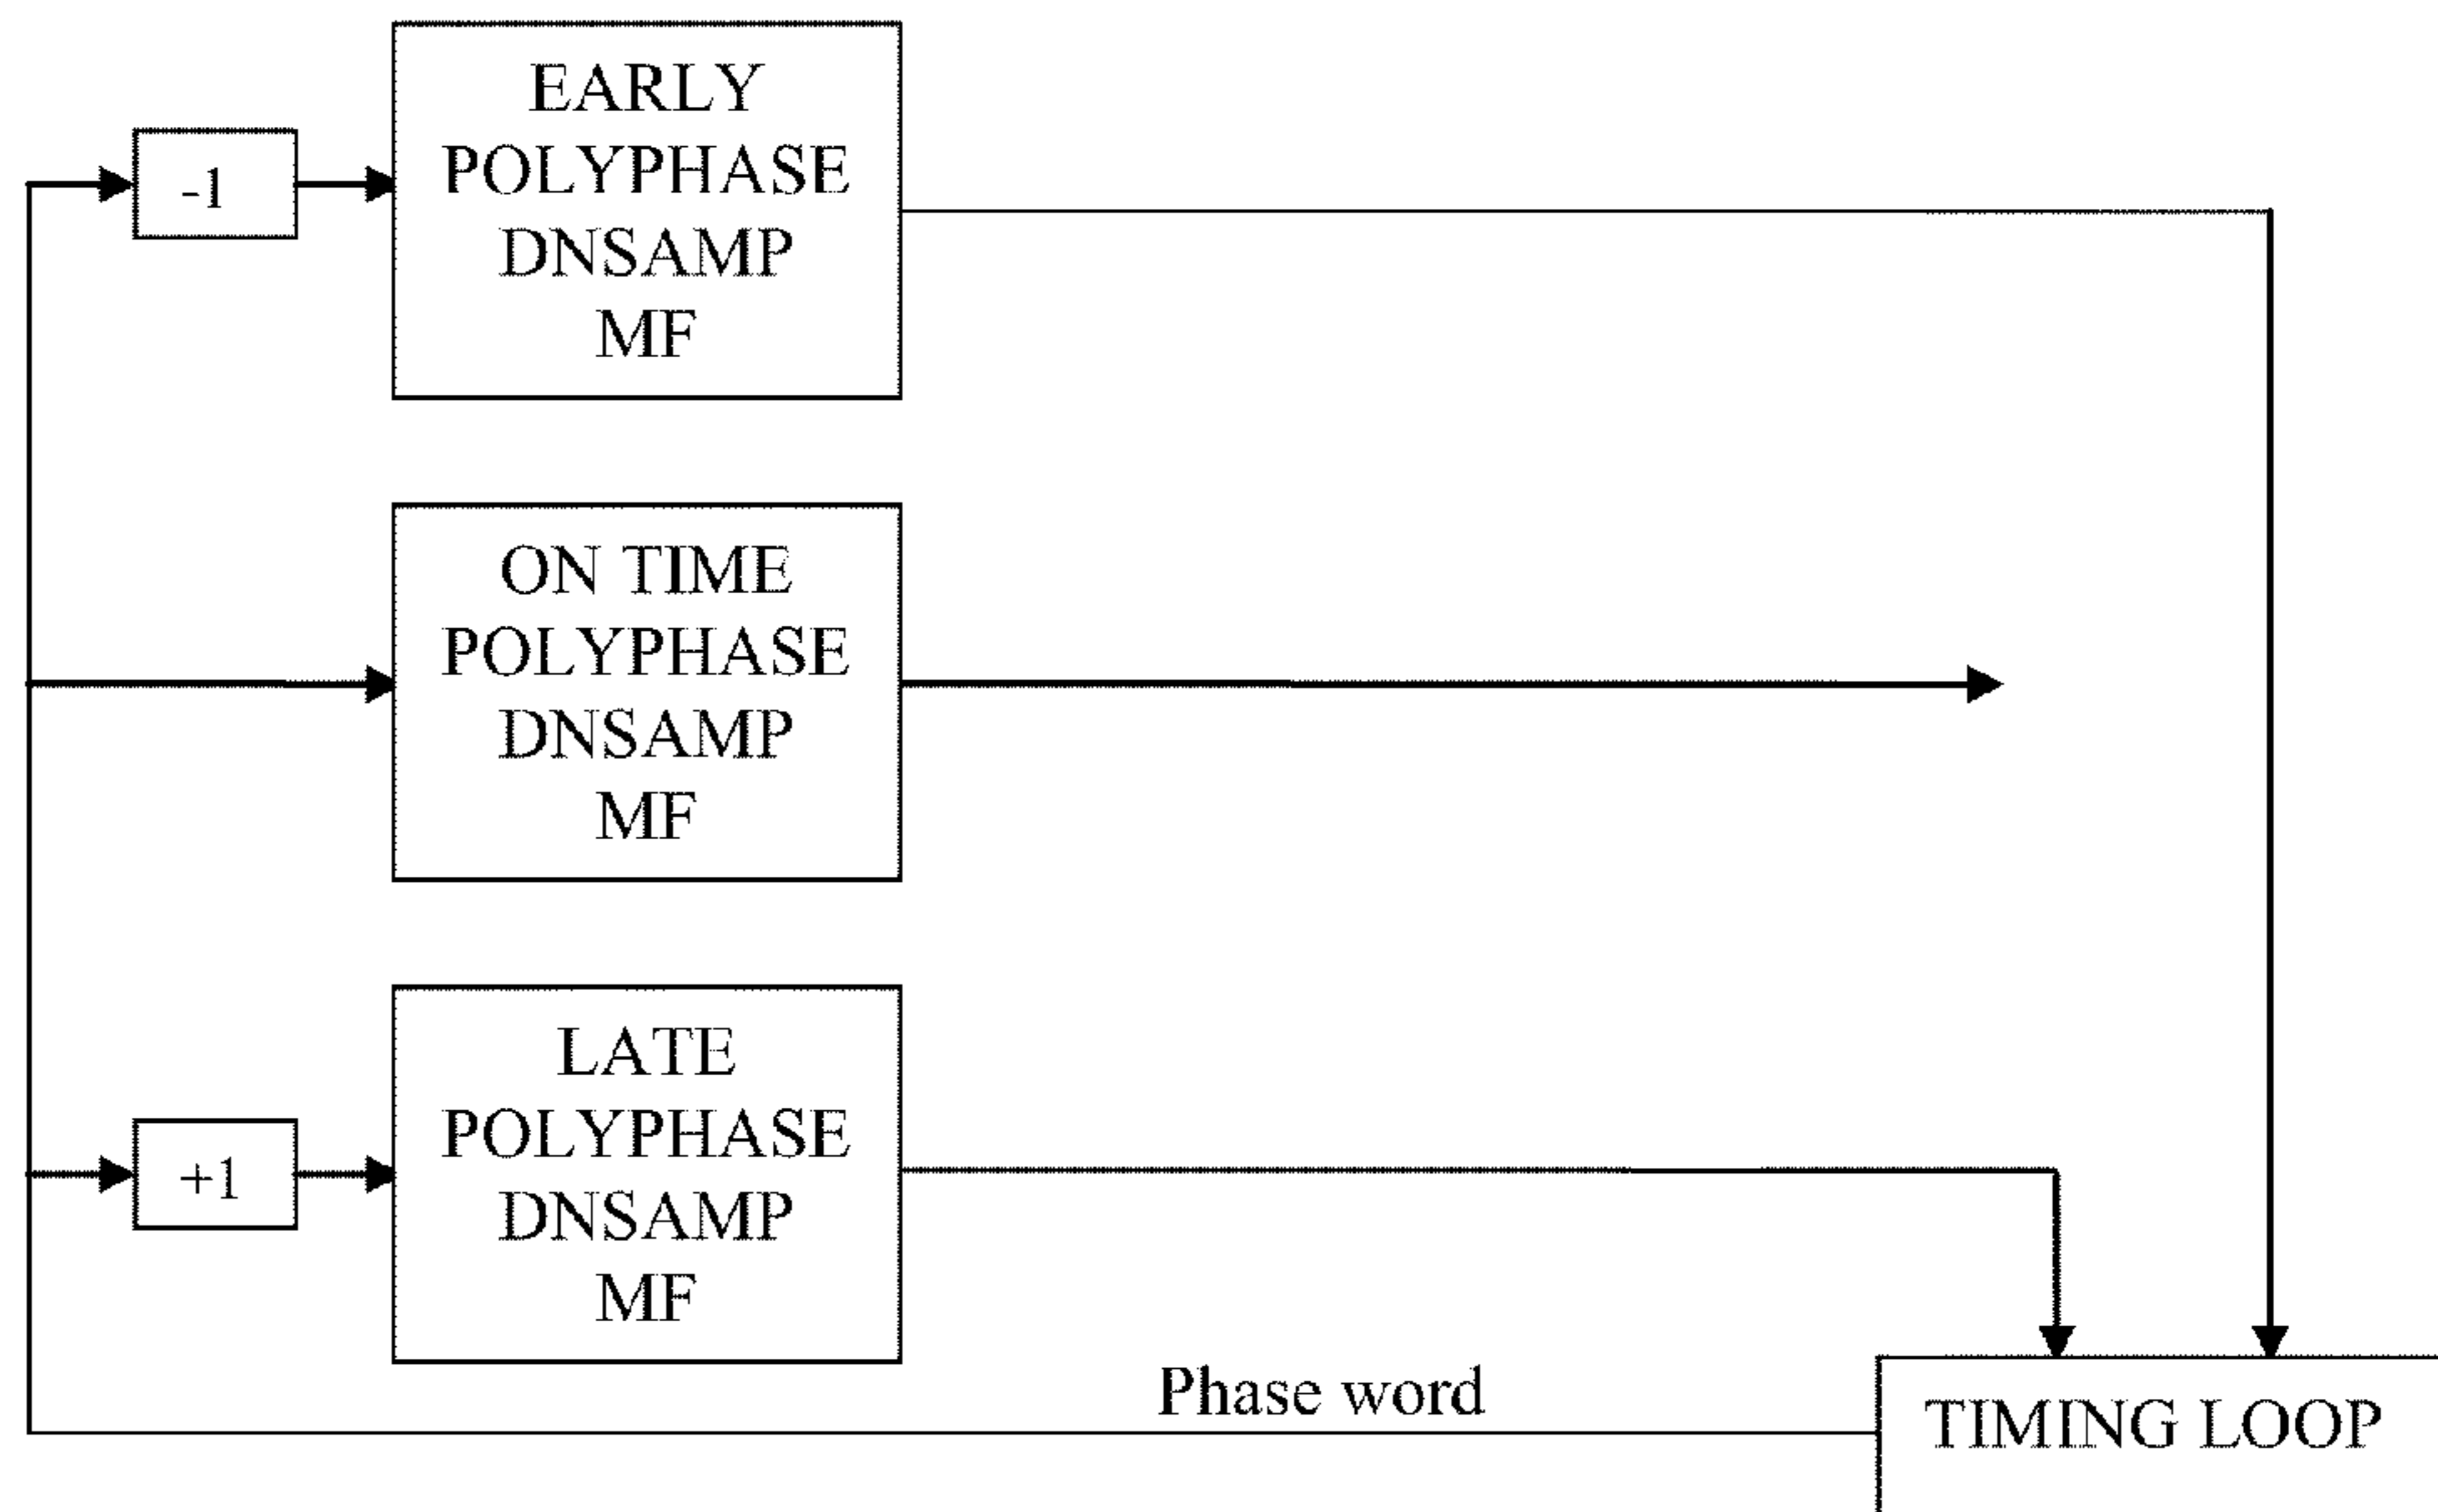 EARLY
POLYPHASE
DNSAMP
MF
-1
ON TIME
POLYPHASE
DNSAMP
MF
LATE
POLYPHASE
DNSAMP
MF
+1
Phase word
TIMING LOOP